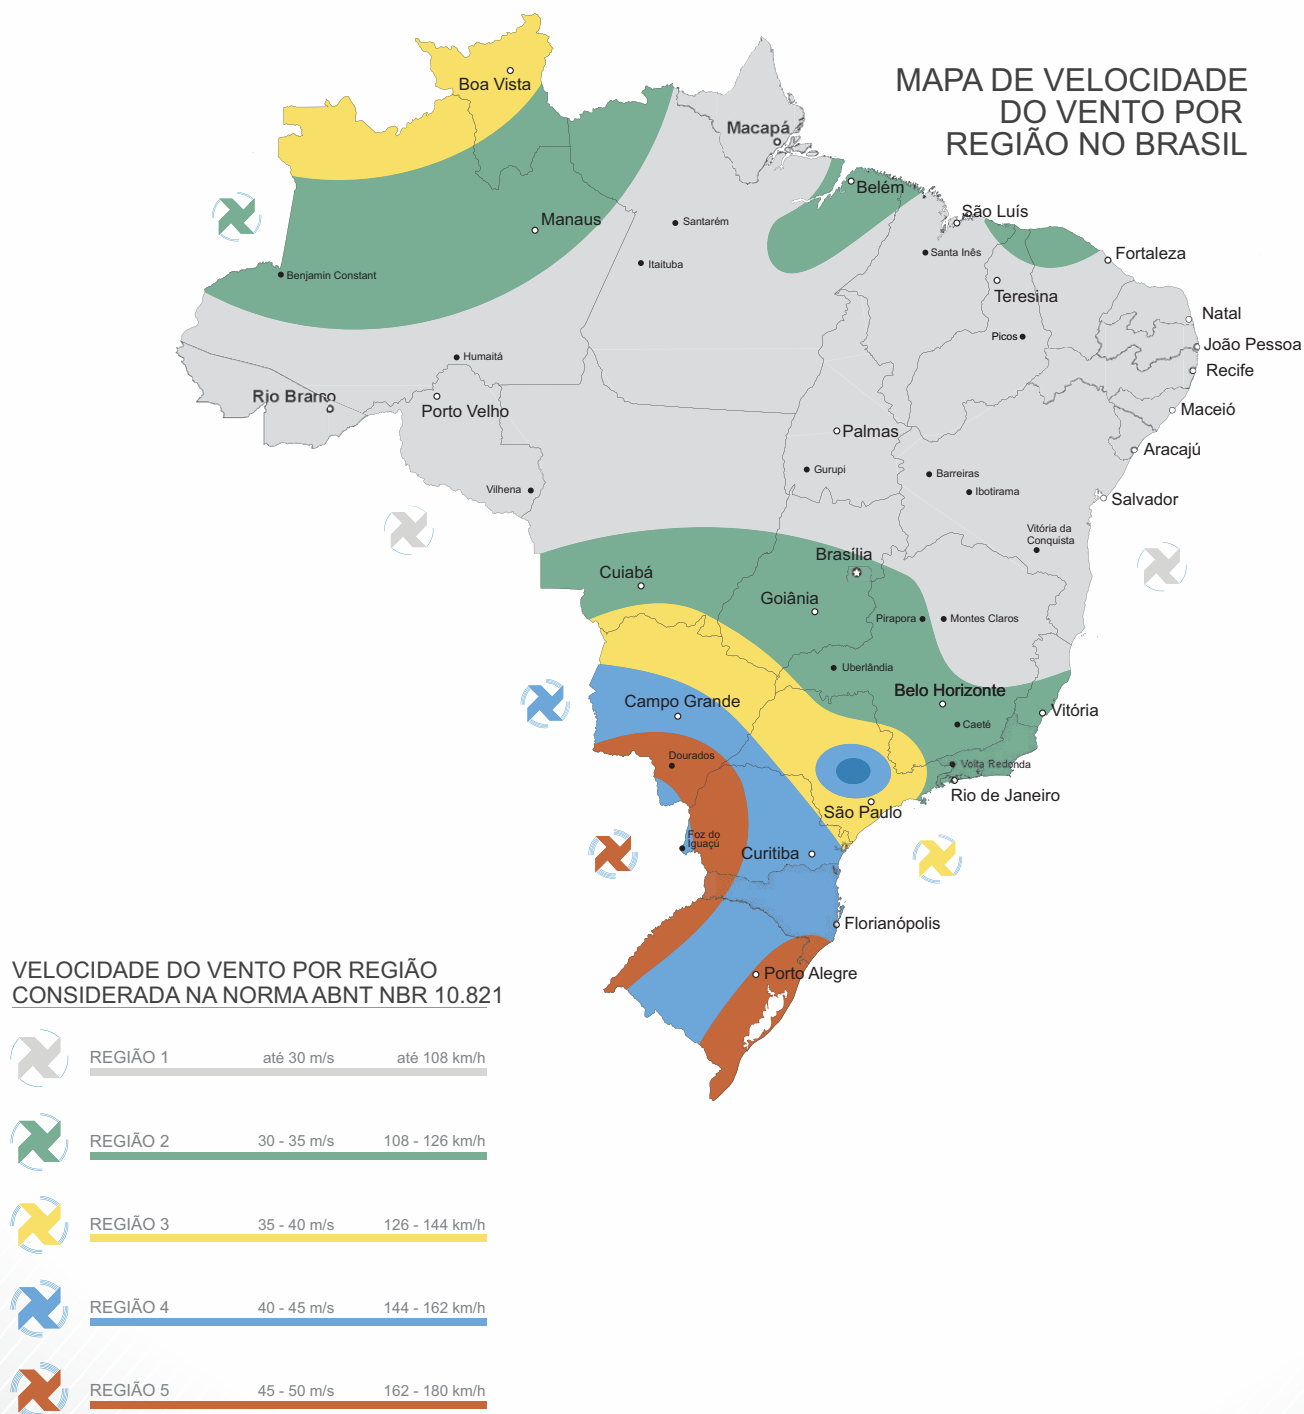 MAPA DE VELOCIDADE
DO VENTO POR
REGIÃO NO BRASIL
Boa Vista
Macapá
Belém
Manaus
Santarém
São Luís
Itaituba
Santa Inês
Fortaleza
Benjamin Constant
Teresina
Natal
Picos
João Pessoa
Humaitá
Recife
Rio Branco
Porto Velho
Maceió
Palmas
Aracajú
Gurupi
Barreiras
Vilhena
Ibotirama
Salvador
Vitória da
Conquista
Brasília
Cuiabá
Goiânia
Pirapora
Montes Claros
Uberlândia
Belo Horizonte
Campo Grande
Vitória
Caeté
Dourados
Volta Redonda
Rio de Janeiro
São Paulo
Foz do
Iguaçú
Curitiba
Florianópolis
Porto Alegre
VELOCIDADE DO VENTO POR REGIÃO
CONSIDERADA NA NORMA ABNT NBR 10.821
REGIÃO 1 até 30 m/s até 108 km/h
REGIÃO 2 30 - 35 m/s 108 - 126 km/h
REGIÃO 3 35 - 40 m/s 126 - 144 km/h
REGIÃO 4 40 - 45 m/s 144 - 162 km/h
REGIÃO 5 45 - 50 m/s 162 - 180 km/h